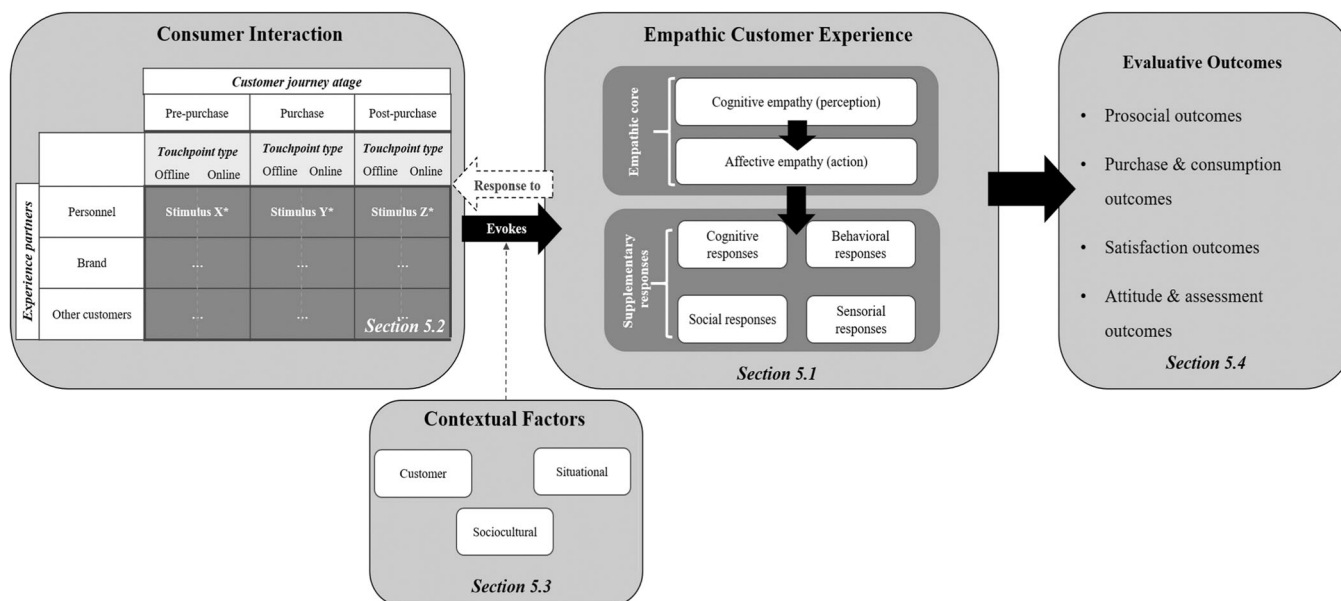 Consumer Interaction
Customer journey atage
Pre-purchase Purchase Post-purchase
Touchpoint type Touchpoint type Touchpoint type
Offline Online Offline Online Offline Online
Experience partners
Personnel Stimulus X* Stimulus Y* Stimulus Z*
Brand ... ... ...
Other customers ... ... ...
Section 5.2
Response to
Evokes
Empathic Customer Experience
Empathic core
Cognitive empathy (perception)
Affective empathy (action)
Supplementary
responses
Cognitive
responses
Behavioral
responses
Social responses
Sensorial
responses
Section 5.1
Evaluative Outcomes
• Prosocial outcomes
• Purchase & consumption
outcomes
• Satisfaction outcomes
• Attitude & assessment
outcomes
Section 5.4
Contextual Factors
Customer
Situational
Sociocultural
Section 5.3